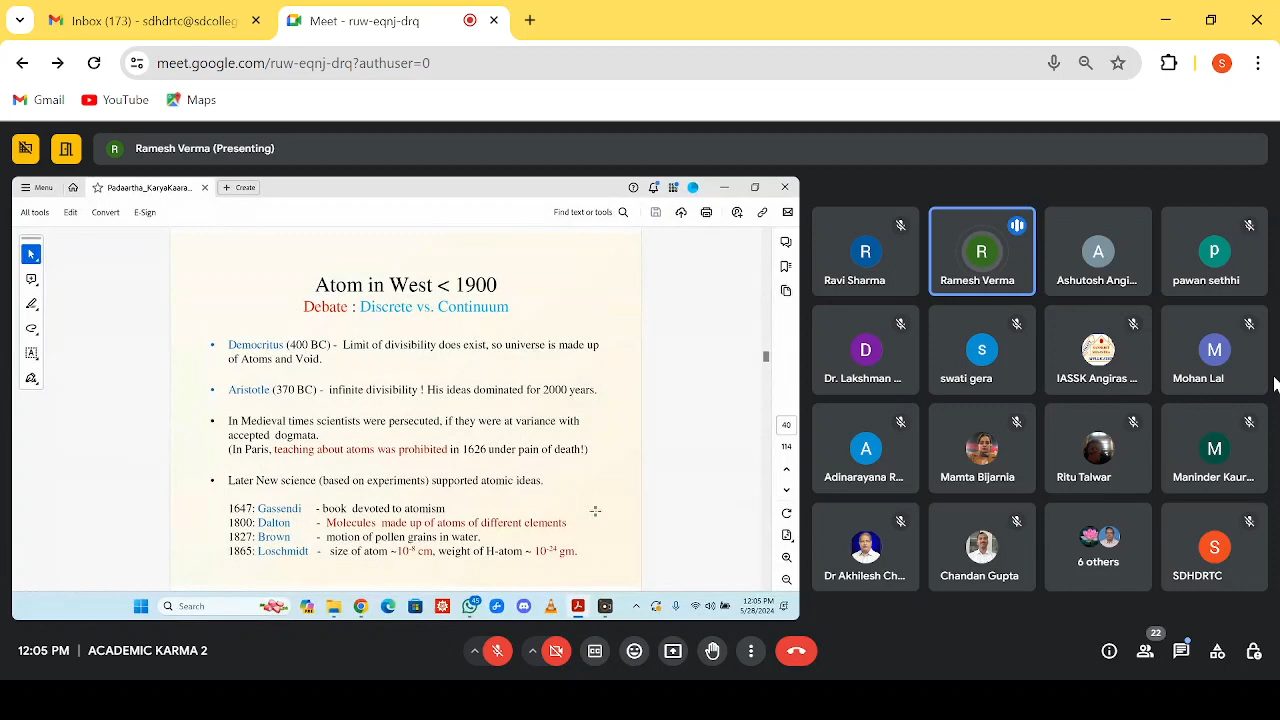 Inbox (173) - sdhdrtc@sdcolleg
Meet - ruw-eqnj-drq
meet.google.com/ruw-eqnj-drq?authuser=0
Gmail
YouTube
Maps
R
Ramesh Verma (Presenting)
Menu
Padaartha_KaryaKaara...
+ Create
All tools
Edit
Convert
E-Sign
Find text or tools
Atom in West < 1900
Debate : Discrete vs. Continuum
• Democritus (400 BC) - Limit of divisibility does exist, so universe is made up
of Atoms and Void.
• Aristotle (370 BC) - infinite divisibility ! His ideas dominated for 2000 years.
• In Medieval times scientists were persecuted, if they were at variance with
accepted dogmata.
(In Paris, teaching about atoms was prohibited in 1626 under pain of death!)
• Later New science (based on experiments) supported atomic ideas.
1647: Gassendi - book devoted to atomism
1800: Dalton - Molecules made up of atoms of different elements
1827: Brown - motion of pollen grains in water.
1865: Loschmidt - size of atom ~10⁻⁸ cm, weight of H-atom ~ 10⁻²⁴ gm.
40
114
Search
45
12:05 PM
5/28/2024
R
Ravi Sharma
R
Ramesh Verma
A
Ashutosh Angi...
p
pawan sethhi
D
Dr. Lakshman ...
s
swati gera
IASSK Angiras ...
M
Mohan Lal
A
Adinarayana R...
Mamta Bijarnia
Ritu Talwar
M
Maninder Kaur...
Dr Akhilesh Ch...
Chandan Gupta
6 others
S
SDHDRTC
S
12:05 PM
ACADEMIC KARMA 2
22